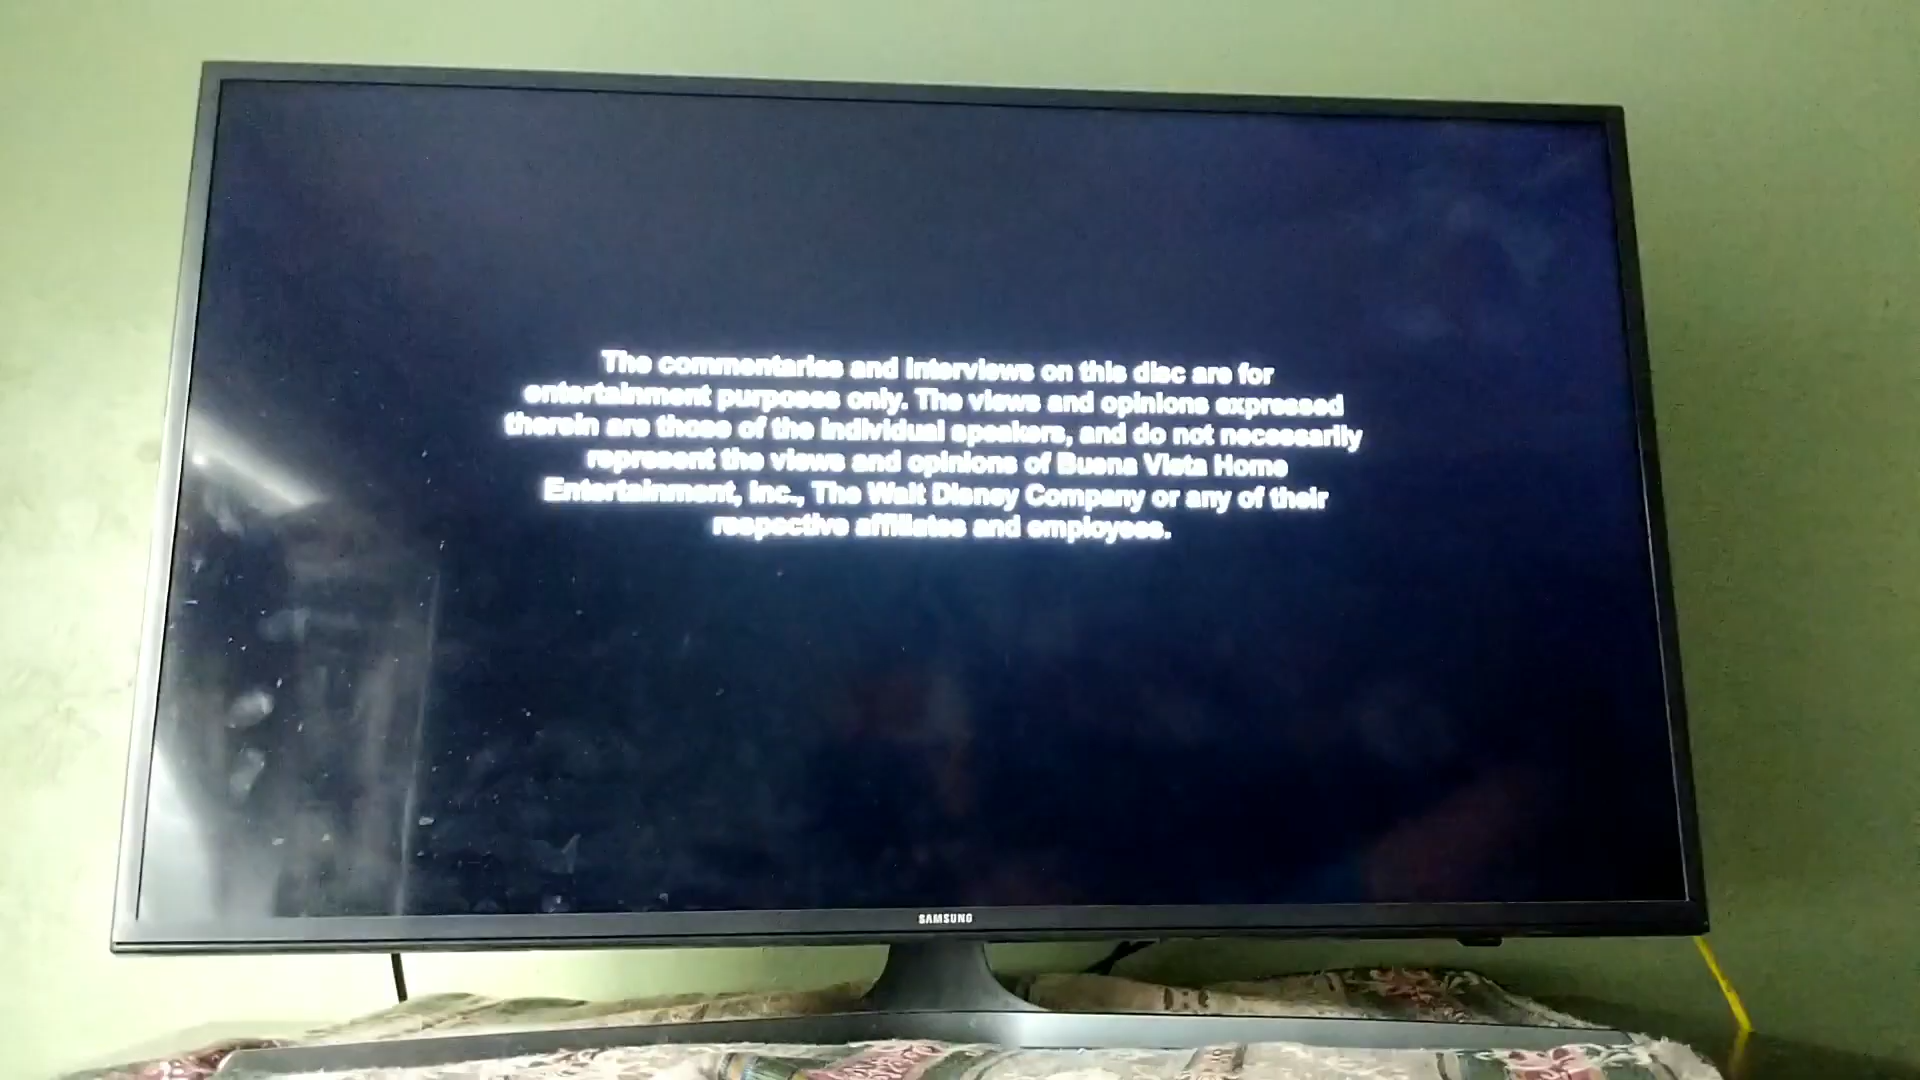 The commentaries and interviews on this disc are for
entertainment purposes only. The views and opinions expressed
therein are those of the individual speakers, and do not necessarily
represent the views and opinions of Buena Vista Home
Entertainment, Inc., The Walt Disney Company or any of their
respective affiliates and employees.
SAMSUNG